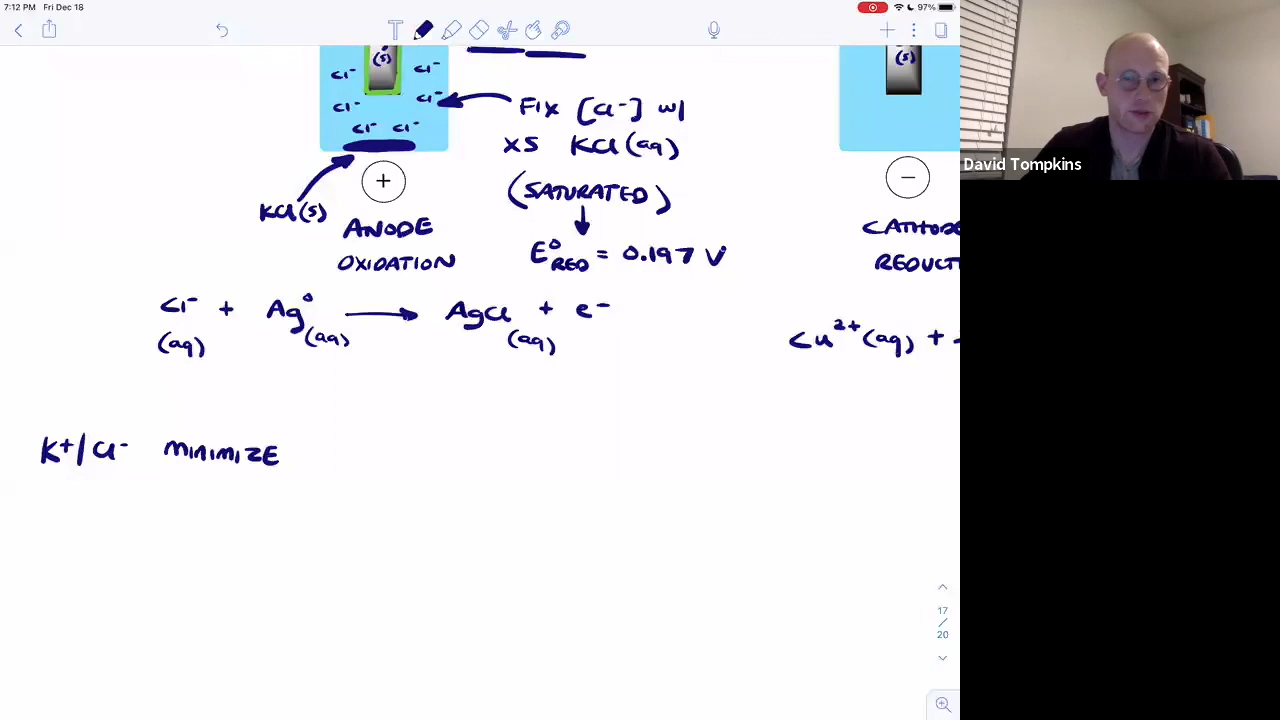 7:12 PM Fri Dec 18
97%
T
(s)
(s)
Cl⁻ Cl⁻
Cl⁻ Cl⁻
Cl⁻ Cl⁻
FIX [Cl⁻] w/
XS KCl(aq)
(SATURATED)
E°RED = 0.197 V
+
KCl(s)
ANODE
OXIDATION
−
CATHODE
REDUCT
Cl⁻ + Ag° → AgCl + e⁻
(aq) (aq) (aq)
Cu²⁺(aq) +
K⁺/Cl⁻ MINIMIZE
David Tompkins
17
/
20